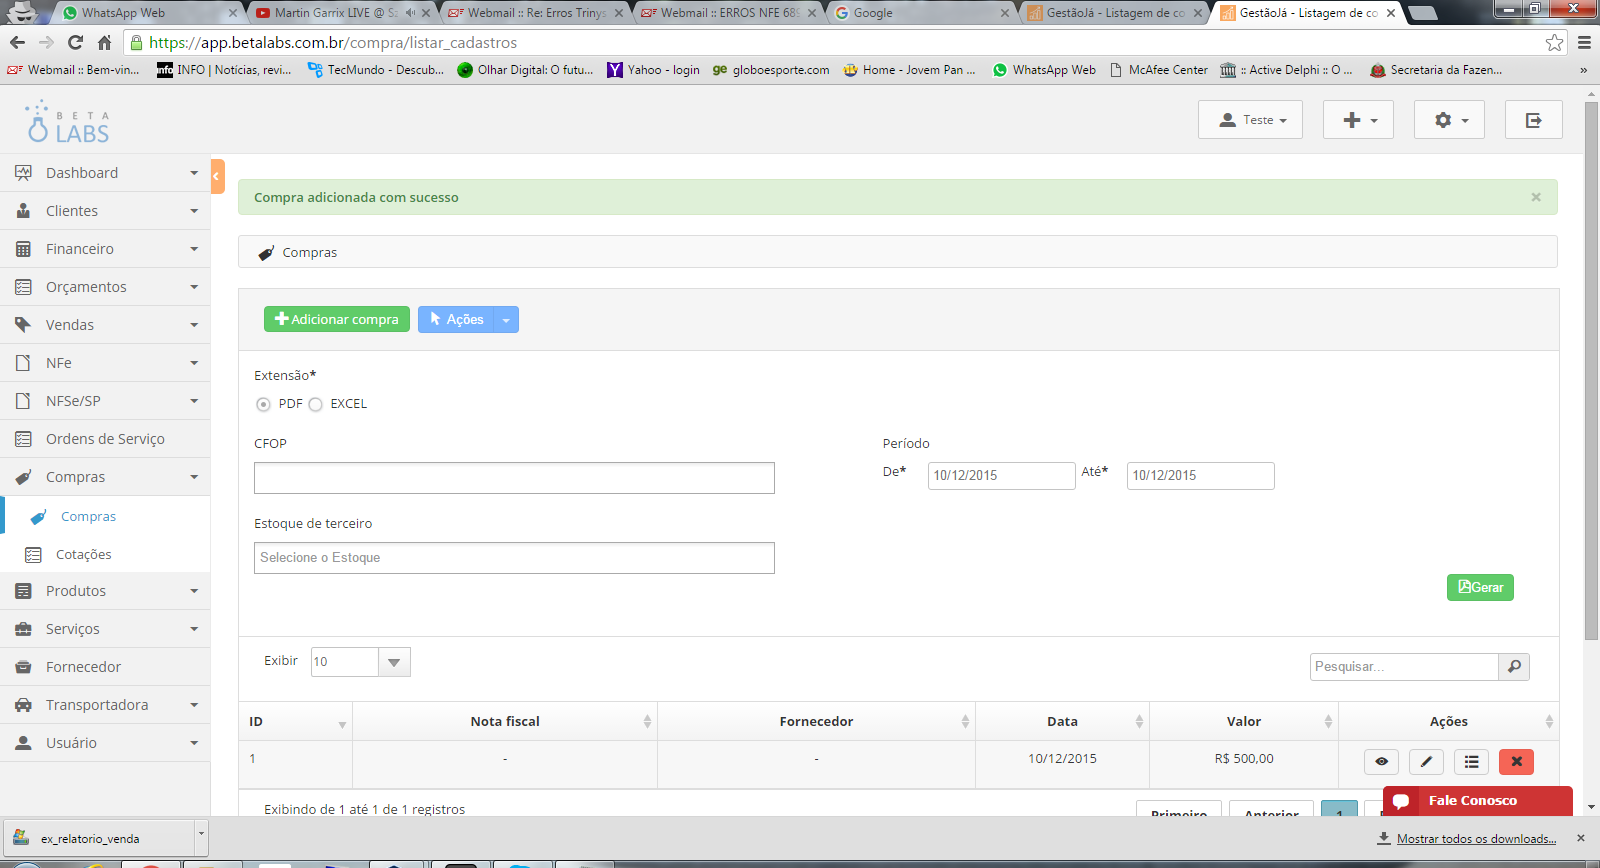 WhatsApp Web
Martin Garrix LIVE @ Sz
Webmail :: Re: Erros Trinys
Webmail :: ERROS NFE 689
Google
GestãoJá - Listagem de co
GestãoJá - Listagem de co
https://app.betalabs.com.br/compra/listar_cadastros
Webmail :: Bem-vin...
info INFO | Notícias, revi...
TecMundo - Descub...
Olhar Digital: O futu...
Yahoo - login
ge globoesporte.com
Home - Jovem Pan ...
WhatsApp Web
McAfee Center
:: Active Delphi :: O ...
Secretaria da Fazen...
»
BETA
LABS
Teste
Dashboard
Clientes
Financeiro
Orçamentos
Vendas
NFe
NFSe/SP
Ordens de Serviço
Compras
Compras
Cotações
Produtos
Serviços
Fornecedor
Transportadora
Usuário
Compra adicionada com sucesso
×
Compras
Adicionar compra
Ações
Extensão*
PDF EXCEL
CFOP
Período
De* 10/12/2015 Até* 10/12/2015
Estoque de terceiro
Selecione o Estoque
Gerar
Exibir 10
Pesquisar...
ID Nota fiscal Fornecedor Data Valor Ações
1 - - 10/12/2015 R$ 500,00
Exibindo de 1 até 1 de 1 registros
Primeiro Anterior 1
Fale Conosco
ex_relatorio_venda
Mostrar todos os downloads...